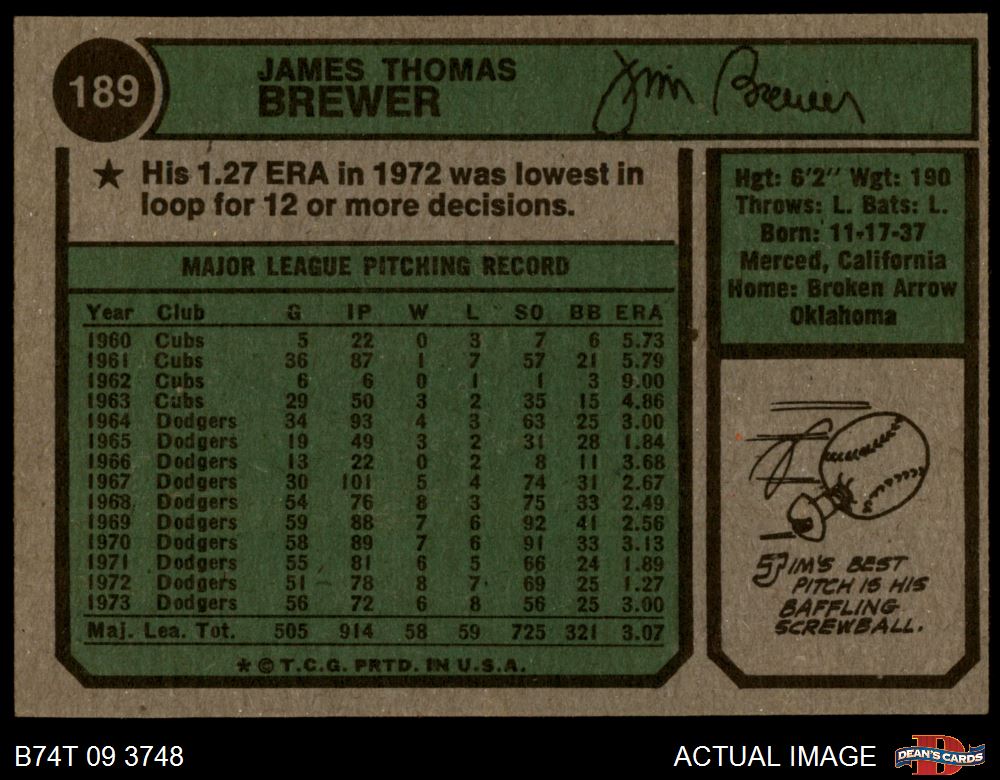 189
JAMES THOMAS
BREWER
Jim Brewer
★ His 1.27 ERA in 1972 was lowest in
loop for 12 or more decisions.
MAJOR LEAGUE PITCHING RECORD
Year Club G IP W L SO BB ERA
1960 Cubs 5 22 0 3 7 6 5.73
1961 Cubs 36 87 1 7 57 21 5.79
1962 Cubs 6 6 0 1 1 3 9.00
1963 Cubs 29 50 3 2 35 15 4.86
1964 Dodgers 34 93 4 3 63 25 3.00
1965 Dodgers 19 49 3 2 31 28 1.84
1966 Dodgers 13 22 0 2 8 11 3.68
1967 Dodgers 30 101 5 4 74 31 2.67
1968 Dodgers 54 76 8 3 75 33 2.49
1969 Dodgers 59 88 7 6 92 41 2.56
1970 Dodgers 58 89 7 6 91 33 3.13
1971 Dodgers 55 81 6 5 66 24 1.89
1972 Dodgers 51 78 8 7 69 25 1.27
1973 Dodgers 56 72 6 8 56 25 3.00
Maj. Lea. Tot. 505 914 58 59 725 321 3.07
* © T.C.G. PRTD. IN U.S.A.
Hgt: 6'2" Wgt: 190
Throws: L. Bats: L.
Born: 11-17-37
Merced, California
Home: Broken Arrow
Oklahoma
JIM'S BEST
PITCH IS HIS
BAFFLING
SCREWBALL.
B74T 09 3748
ACTUAL IMAGE
DEAN'S CARDS